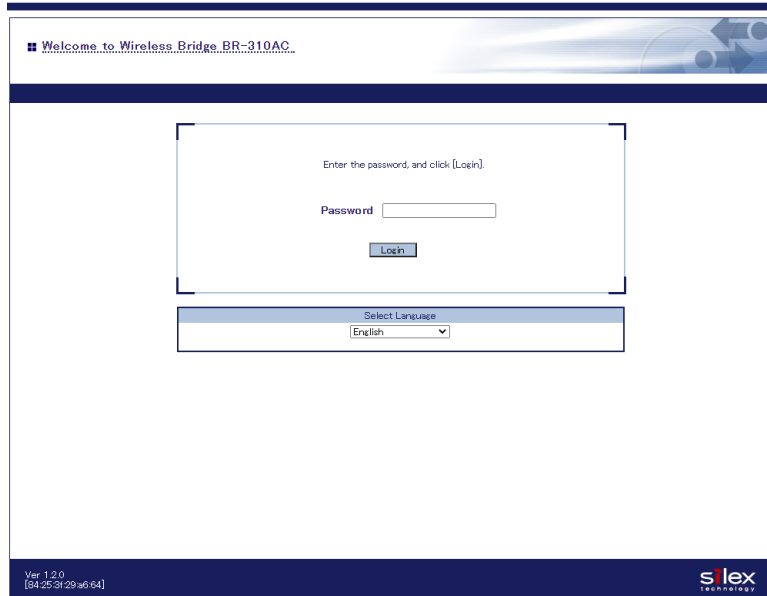 Welcome to Wireless Bridge BR-310AC
Enter the password, and click [Login].
Password
Login
Select Language
English
Ver 1.2.0
[84:25:3f:29:a6:64]
silex
technology